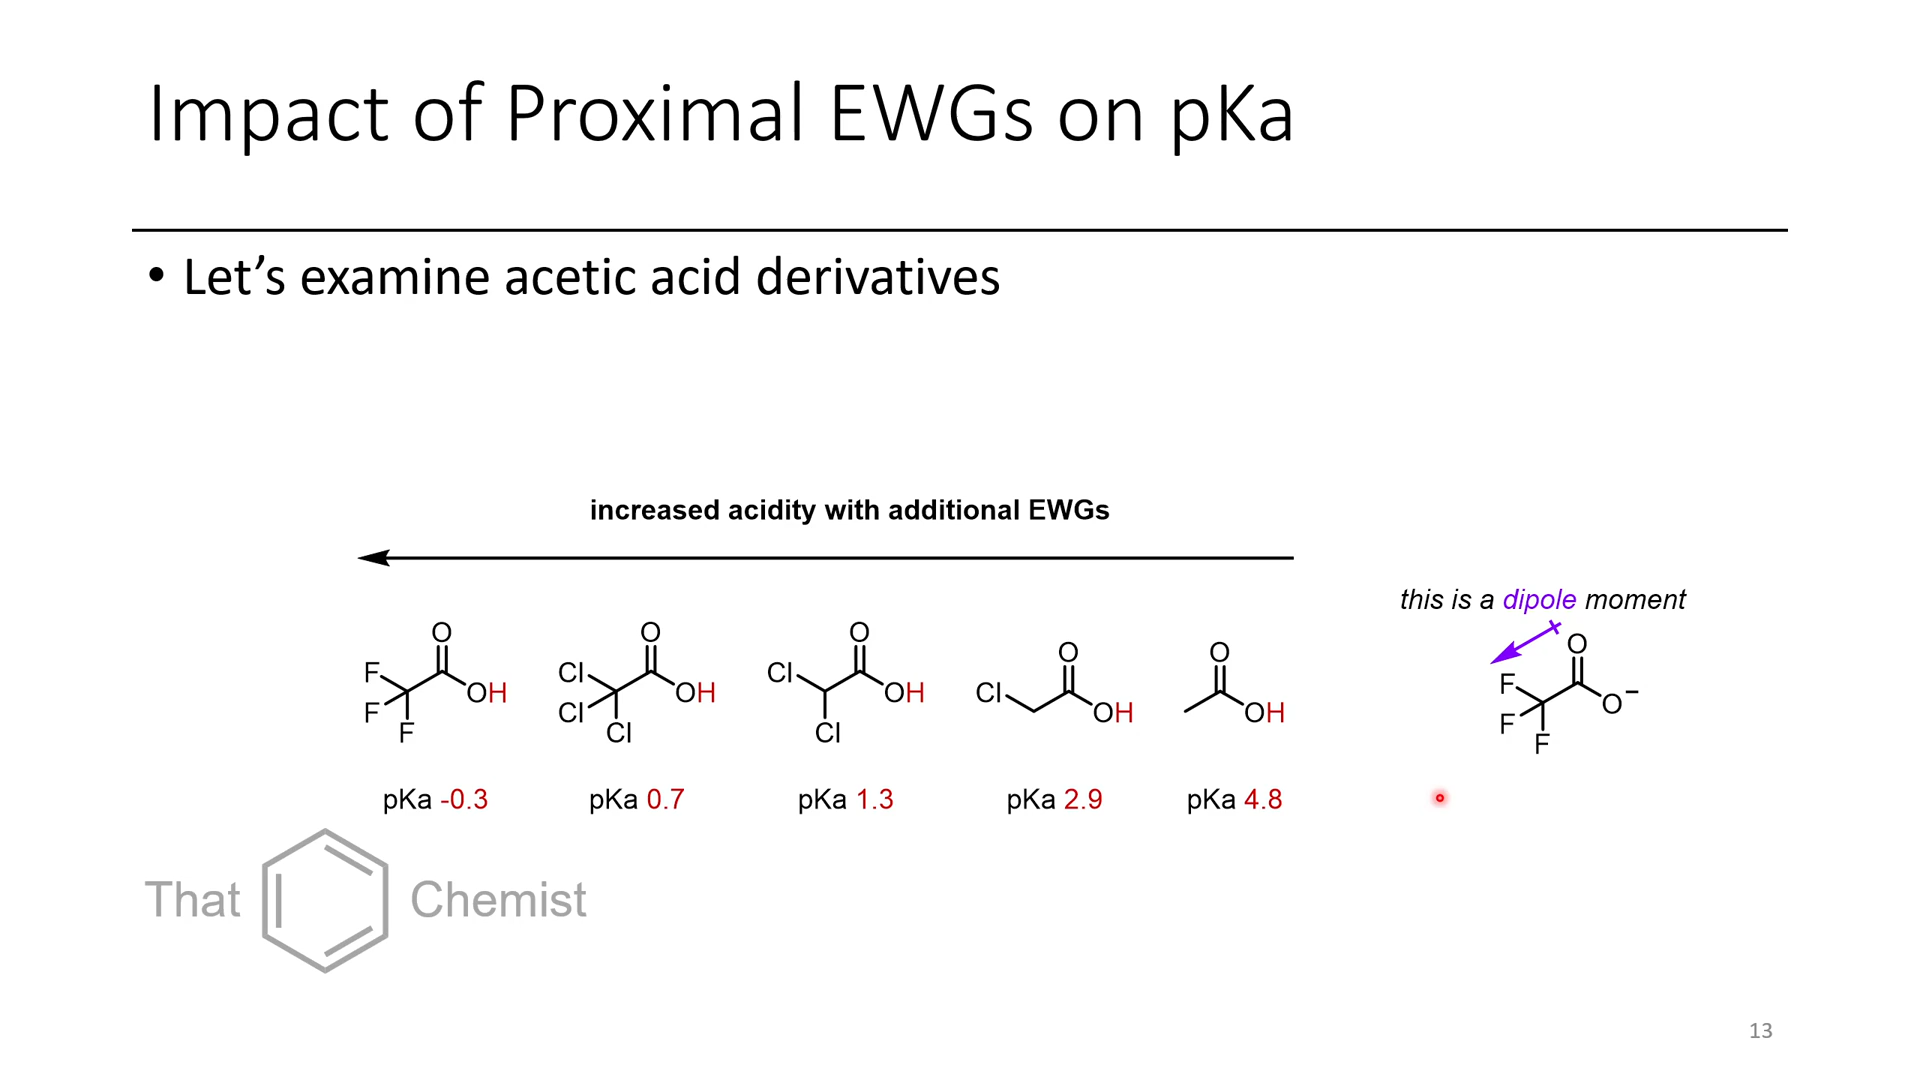 Impact of Proximal EWGs on pKa
• Let’s examine acetic acid derivatives
increased acidity with additional EWGs
this is a dipole moment
O O O O O O
F F F OH
Cl Cl Cl OH
Cl Cl OH
Cl OH
OH
F F F O−
pKa -0.3 pKa 0.7 pKa 1.3 pKa 2.9 pKa 4.8
That Chemist
13